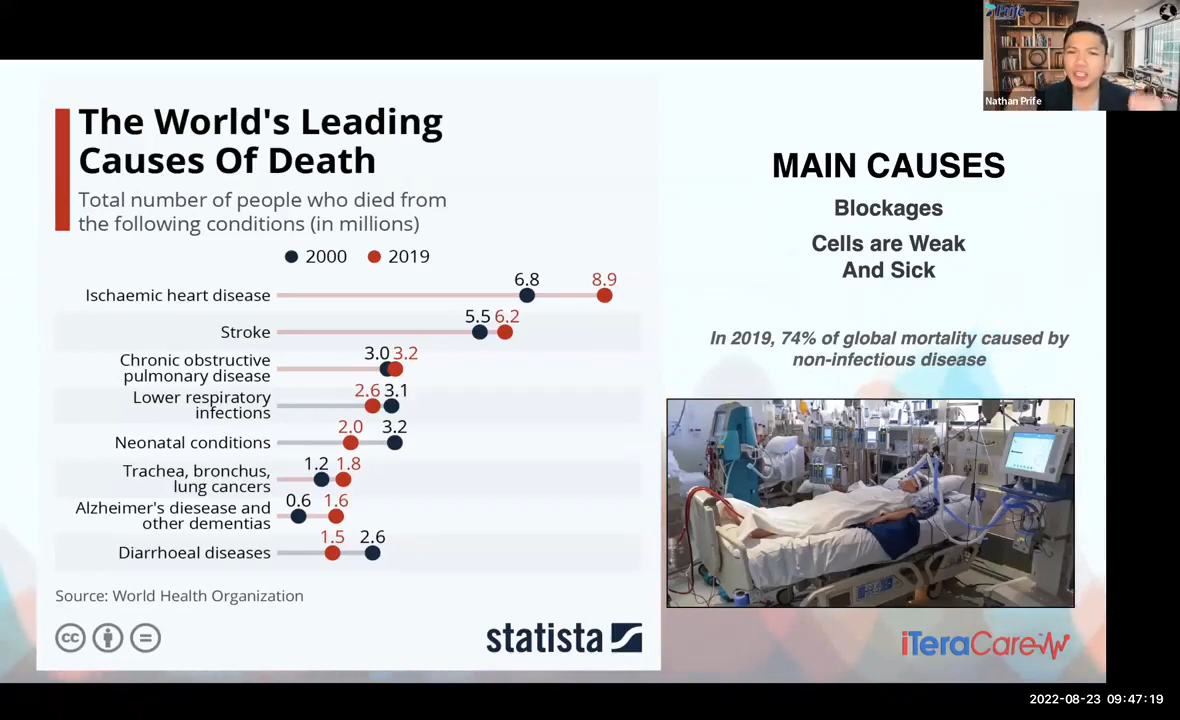 Prife
Nathan Prife
The World's Leading
Causes Of Death
Total number of people who died from
the following conditions (in millions)
2000 2019
Ischaemic heart disease 6.8 8.9
Stroke 5.5 6.2
Chronic obstructive 3.0 3.2
pulmonary disease
Lower respiratory 2.6 3.1
infections
Neonatal conditions 2.0 3.2
Trachea, bronchus, 1.2 1.8
lung cancers
Alzheimer's diesease and 0.6 1.6
other dementias
Diarrhoeal diseases 1.5 2.6
Source: World Health Organization
cc
statista
MAIN CAUSES
Blockages
Cells are Weak
And Sick
In 2019, 74% of global mortality caused by
non-infectious disease
iTeraCare
2022-08-23 09:47:19